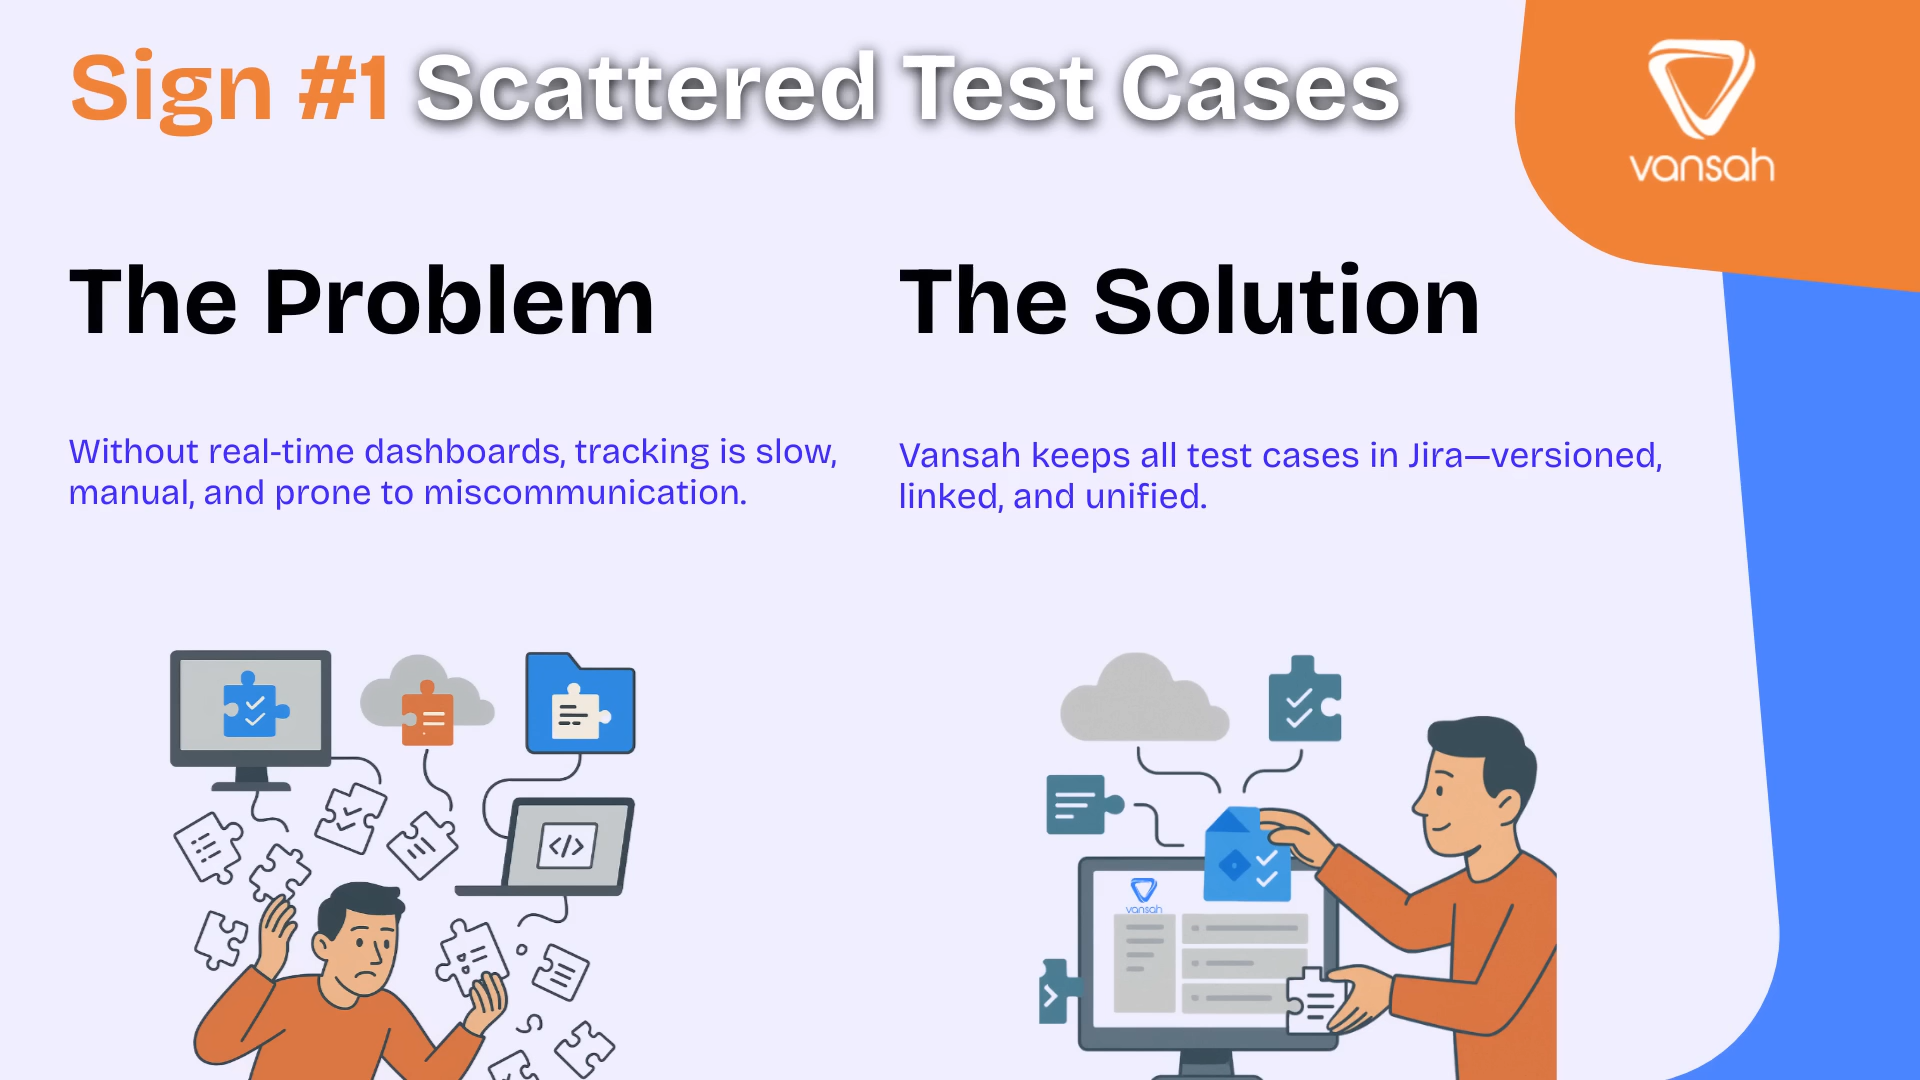 Sign #1 Scattered Test Cases
vansah
The Problem
Without real-time dashboards, tracking is slow,
manual, and prone to miscommunication.
The Solution
Vansah keeps all test cases in Jira—versioned,
linked, and unified.
</>
vansah